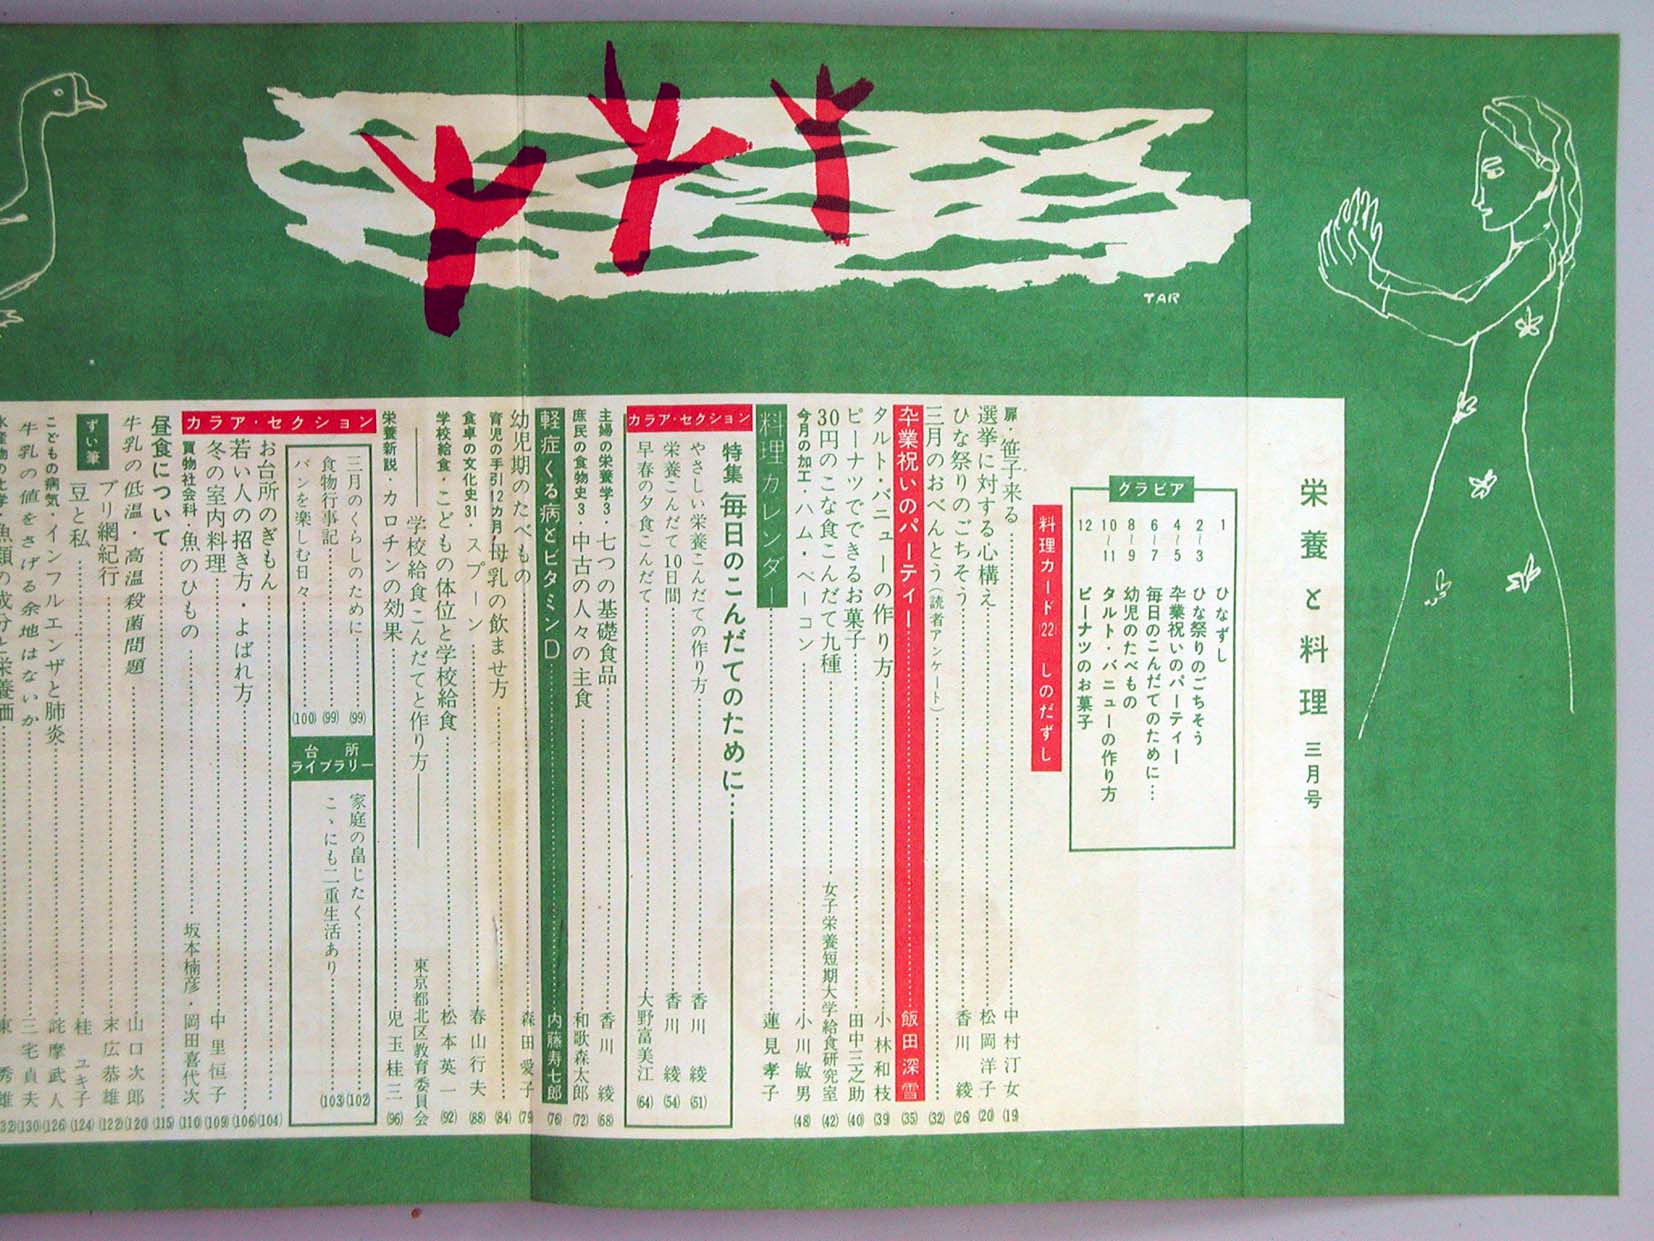 TAR
栄養と料理 三月号
グラビア
1 ひなずし
2〜3 ひな祭りのごちそう
4〜5 卒業祝いのパーティー
6〜7 毎日のこんだてのために…
8〜9 幼児のたべもの
10〜11 タルト・バニューの作り方
12 ピーナツのお菓子
料理カード(22) しのだずし
扉・笹子来る 中村汀女 (19)
選挙に対する心構え 松岡洋子 (20)
ひな祭りのごちそう 香川 綾 (26)
三月のおべんとう(読者アンケート) (32)
卒業祝いのパーティー 飯田深雪 (35)
タルト・バニューの作り方 小林和枝 (39)
ピーナツでできるお菓子 田中三之助 (40)
30円のこな食こんだて九種 女子栄養短期大学給食研究室 (42)
今月の加工・ハム・ベーコン 小川敏男 (48)
料理カレンダー 蓮見孝子
カラア・セクション
特集 毎日のこんだてのために…
やさしい栄養こんだての作り方 香川 綾 (51)
栄養こんだて10日間 香川 綾 (54)
早春の夕食こんだて 大野富美江 (64)
主婦の栄養学3・七つの基礎食品 香川 綾 (68)
庶民の食物史3・中古の人々の主食 和歌森太郎 (72)
軽症くる病とビタミンD 内藤寿七郎 (76)
幼児期のたべもの 森田愛子 (79)
育児の手引12カ月・母乳の飲ませ方 (84)
食卓の文化史31・スプーン 春山行夫 (88)
学校給食・こどもの体位と学校給食 松本英一 (92)
――学校給食こんだてと作り方―― 東京都北区教育委員会
栄養新説・カロチンの効果 児玉桂三 (96)
カラア・セクション
三月のくらしのために (99)
食物行事記 (99)
パンを楽しむ日々 (100)
台所ライブラリー
家庭の畠じたく (102)
こゝにも二重生活あり (103)
お台所のぎもん (104)
若い人の招き方・よばれ方 (106)
冬の室内料理 中里恒子 (109)
買物社会科・魚のひもの 坂本楠彦 岡田喜代次 (110)
昼食について (115)
牛乳の低温・高温殺菌問題 山口次郎 (120)
ずい筆
ブリ網紀行 末広恭雄 (122)
豆と私 桂ユキ子 (124)
こどもの病気・インフルエンザと肺炎 詫摩武人 (126)
牛乳の値をさげる余地はないか 三宅貞夫 (130)
魚類の成分と栄養価